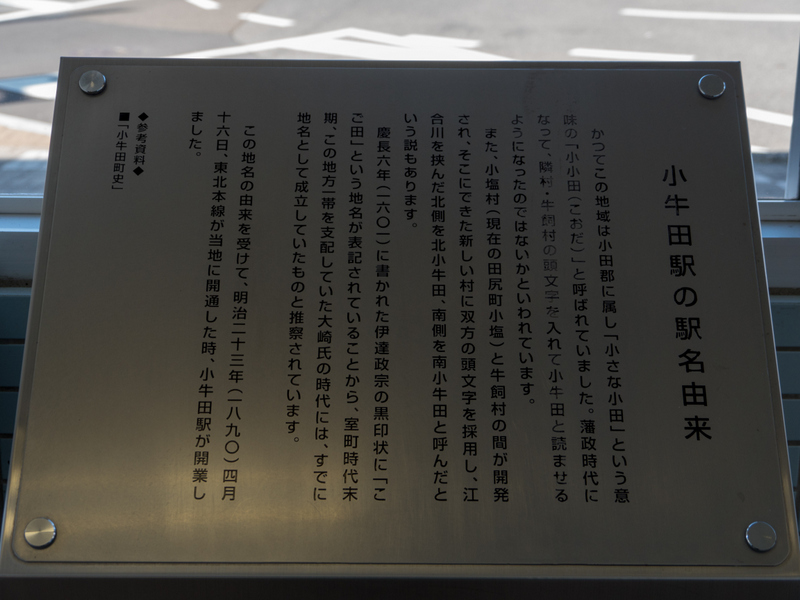 小牛田駅の駅名由来
かつてこの地域は小田郡に属し「小さな小田」という意
味の「小小田(こおだ)」と呼ばれていました。藩政時代に
なって、隣村・牛飼村の頭文字を入れて小牛田と読ませる
ようになったのではないかといわれています。
また、小塩村(現在の田尻町小塩)と牛飼村の間が開発
され、そこにできた新しい村に双方の頭文字を採用し、江
合川を挟んだ北側を北小牛田、南側を南小牛田と呼んだと
いう説もあります。
慶長六年(一六〇一)に書かれた伊達政宗の黒印状に「こ
ご田」という地名が表記されていることから、室町時代末
期、この地方一帯を支配していた大崎氏の時代には、すでに
地名として成立していたものと推察されています。
この地名の由来を受けて、明治二十三年(一八九〇)四月
十六日、東北本線が当地に開通した時、小牛田駅が開業し
ました。
◆参考資料◆
■「小牛田町史」